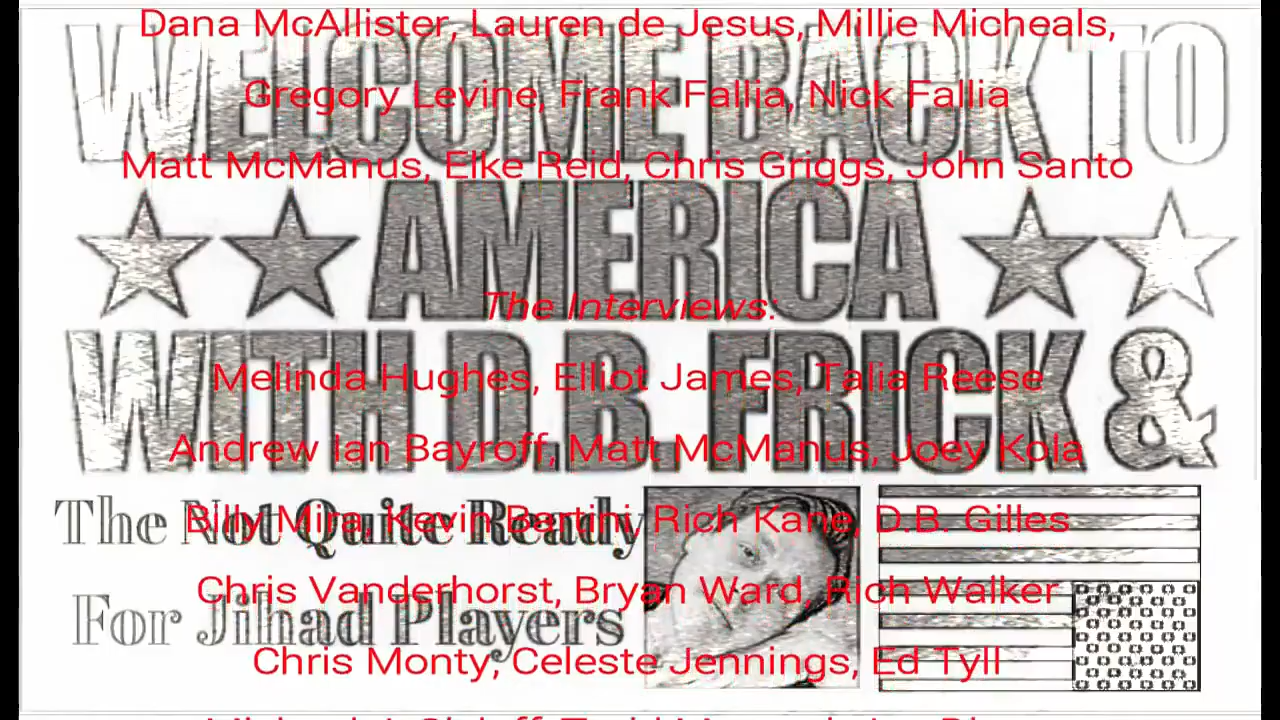 Dana McAllister, Lauren de Jesus, Millie Micheals,
WELCOME BACK TO
Gregory Levine, Frank Fallia, Nick Fallia
Matt McManus, Elke Reid, Chris Griggs, John Santo
AMERICA
The Interviews:
Melinda Hughes, Elliot James, Talia Reese
WITH D.B. FRICK &
Andrew Ian Bayroff, Matt McManus, Joey Kola
The Not Quite Ready
Billy Mira, Kevin Bartini, Rich Kane, D.B. Gilles
Chris Vanderhorst, Bryan Ward, Rich Walker
For Jihad Players
Chris Monty, Celeste Jennings, Ed Tyll